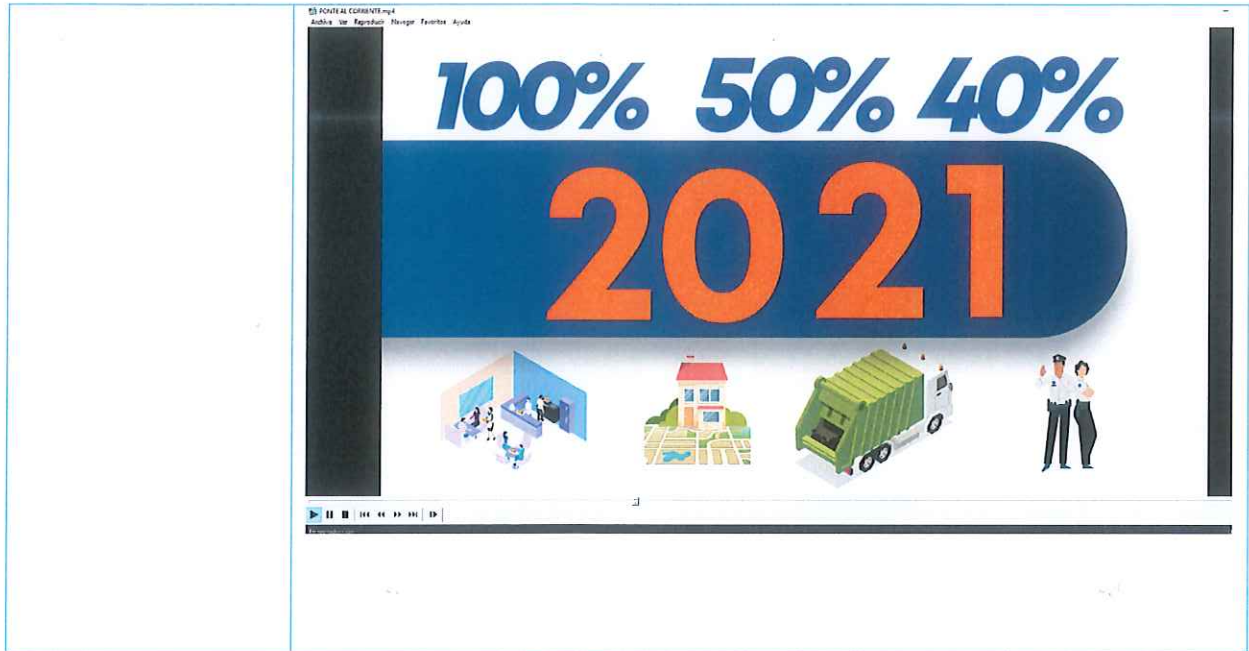 PONTE AL CORRIENTE.mp4
Archivo Ver Reproducir Navegar Favoritos Ayuda
100% 50% 40%
2021